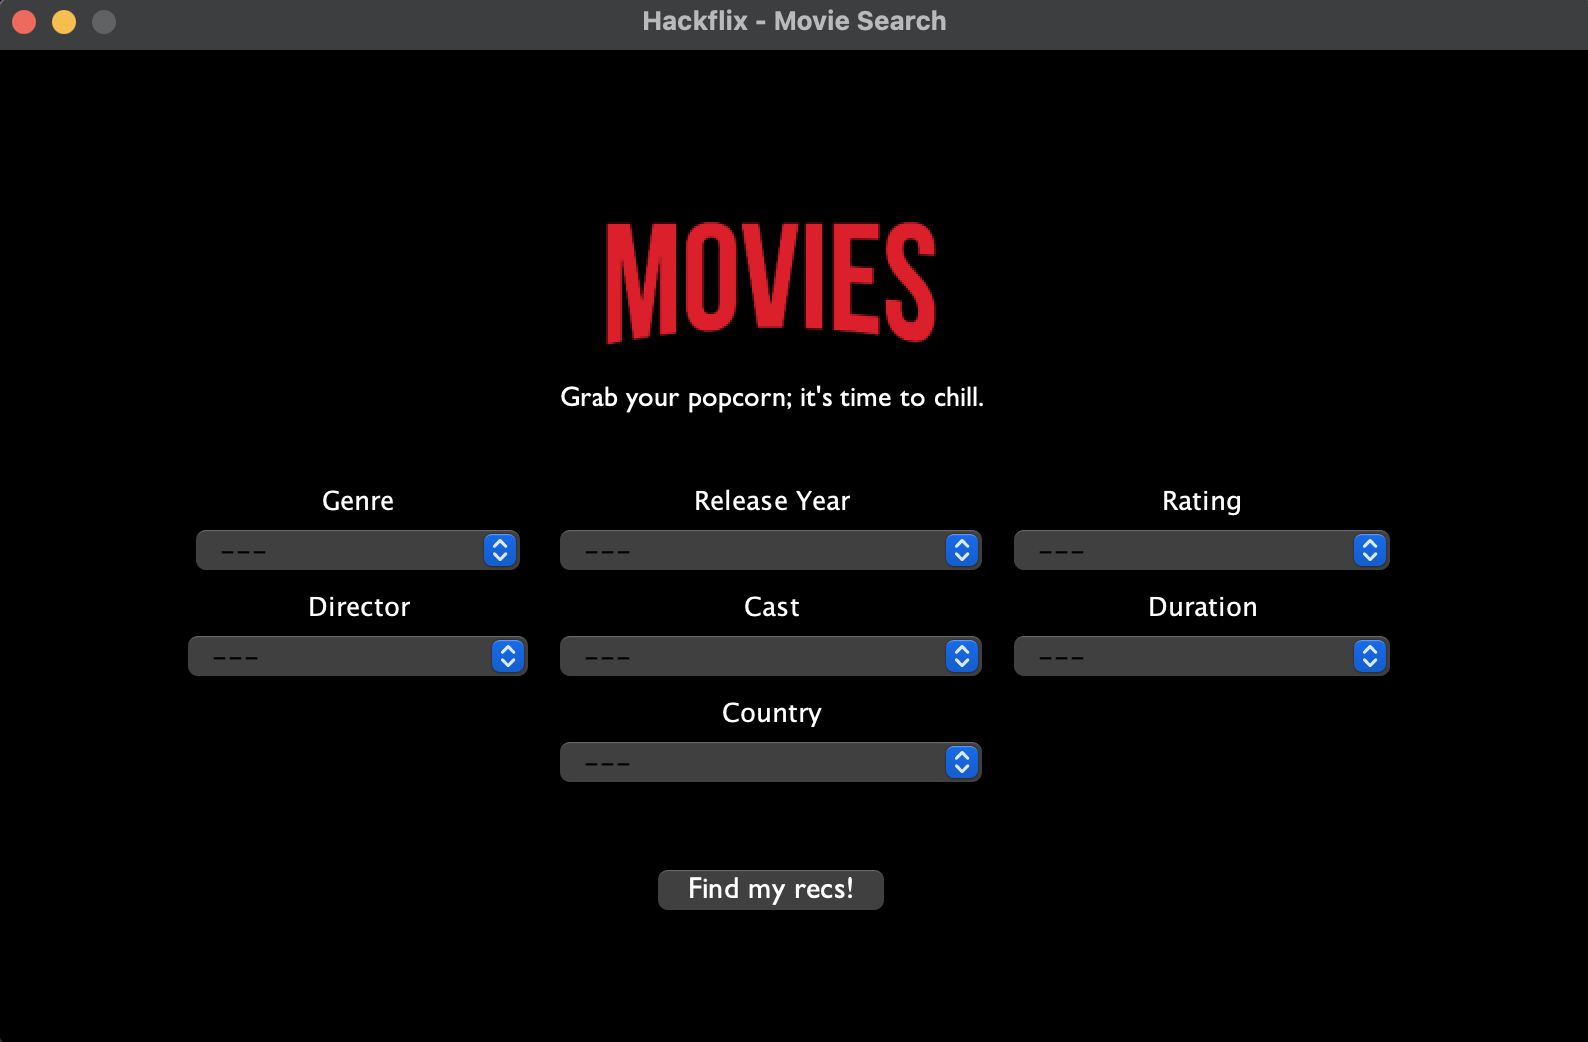 Hackflix - Movie Search
MOVIES
Grab your popcorn; it's time to chill.
Genre Release Year Rating
--- --- ---
Director Cast Duration
--- --- ---
Country
---
Find my recs!